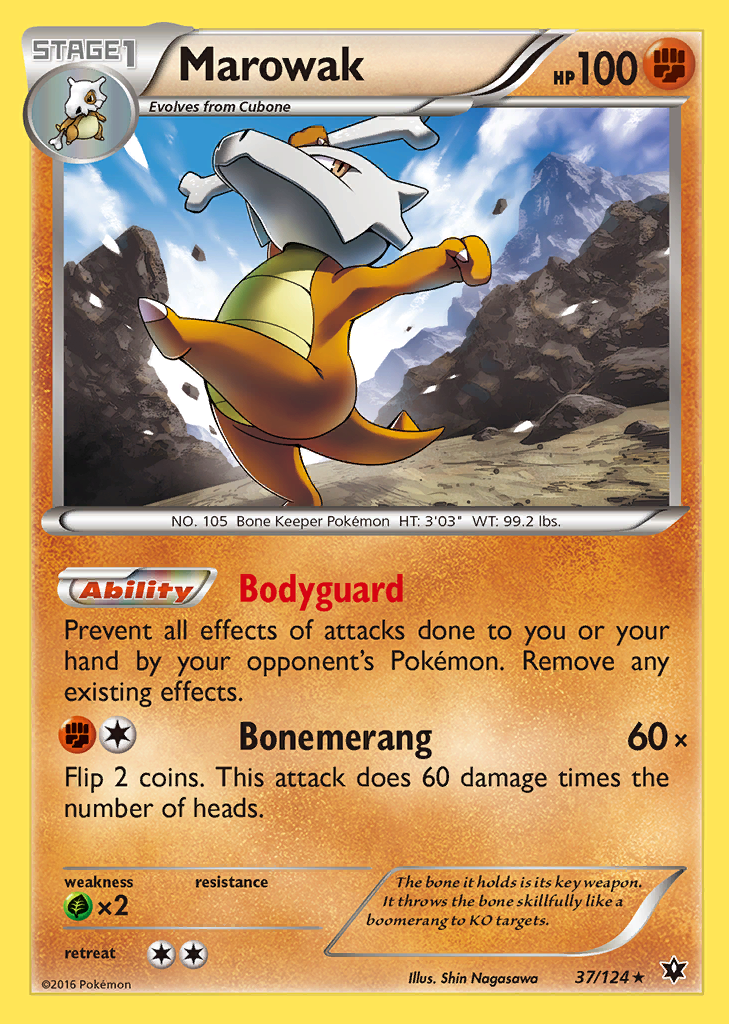 STAGE1
Marowak
HP100
Evolves from Cubone
NO. 105 Bone Keeper Pokémon HT: 3'03" WT: 99.2 lbs.
Ability Bodyguard
Prevent all effects of attacks done to you or your
hand by your opponent's Pokémon. Remove any
existing effects.
Bonemerang 60×
Flip 2 coins. This attack does 60 damage times the
number of heads.
weakness resistance
×2
retreat
The bone it holds is its key weapon.
It throws the bone skillfully like a
boomerang to KO targets.
©2016 Pokémon
Illus. Shin Nagasawa
37/124 ★